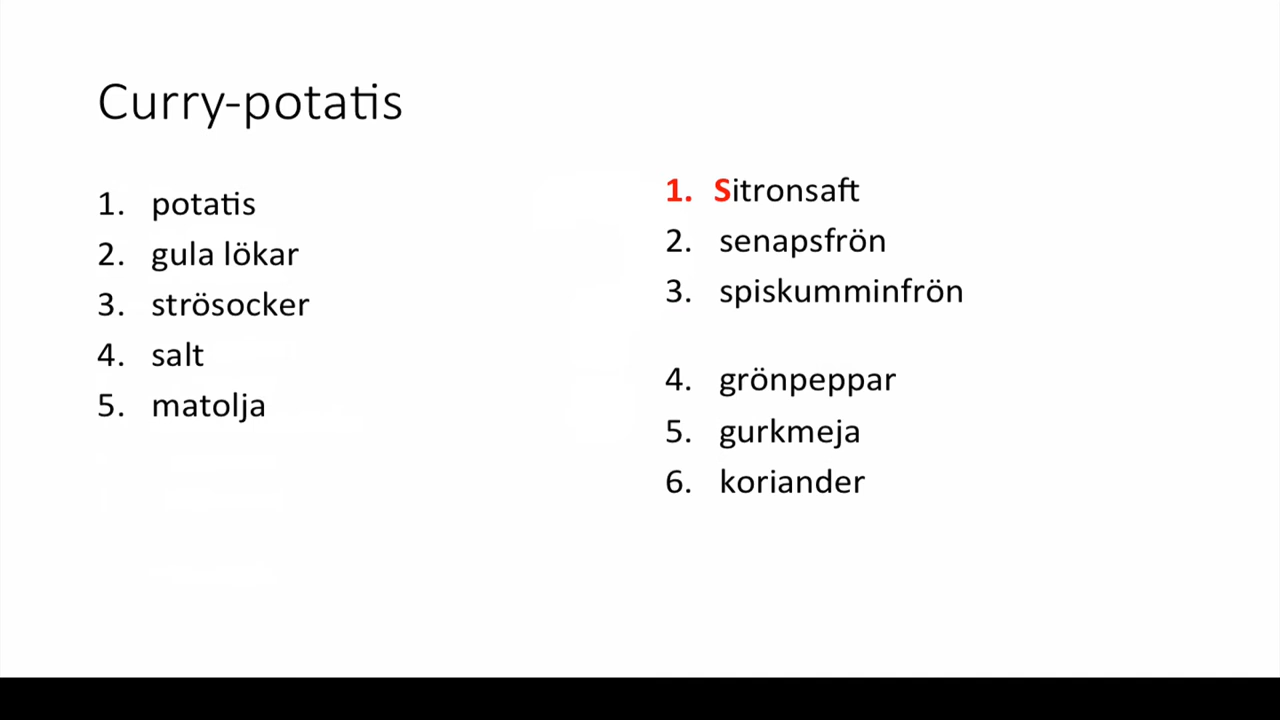 Curry-potatis
1. potatis
2. gula lökar
3. strösocker
4. salt
5. matolja
1. Sitronsaft
2. senapsfrön
3. spiskumminfrön
4. grönpeppar
5. gurkmeja
6. koriander